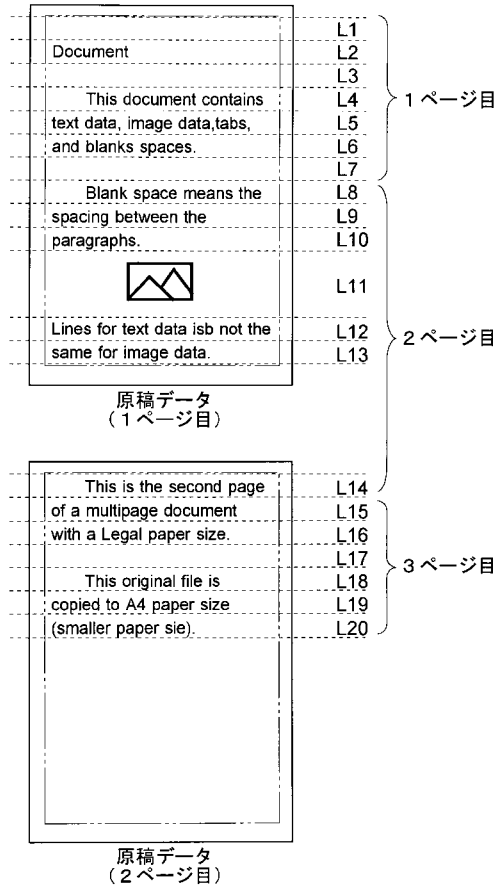 L1
Document L2
L3
This document contains L4
text data, image data,tabs, L5
and blanks spaces. L6
L7
1ページ目
Blank space means the L8
spacing between the L9
paragraphs. L10
L11
Lines for text data isb not the L12
same for image data. L13
2ページ目
原稿データ
(1ページ目)
This is the second page L14
of a multipage document L15
with a Legal paper size. L16
L17
This original file is L18
copied to A4 paper size L19
(smaller paper sie). L20
3ページ目
原稿データ
(2ページ目)